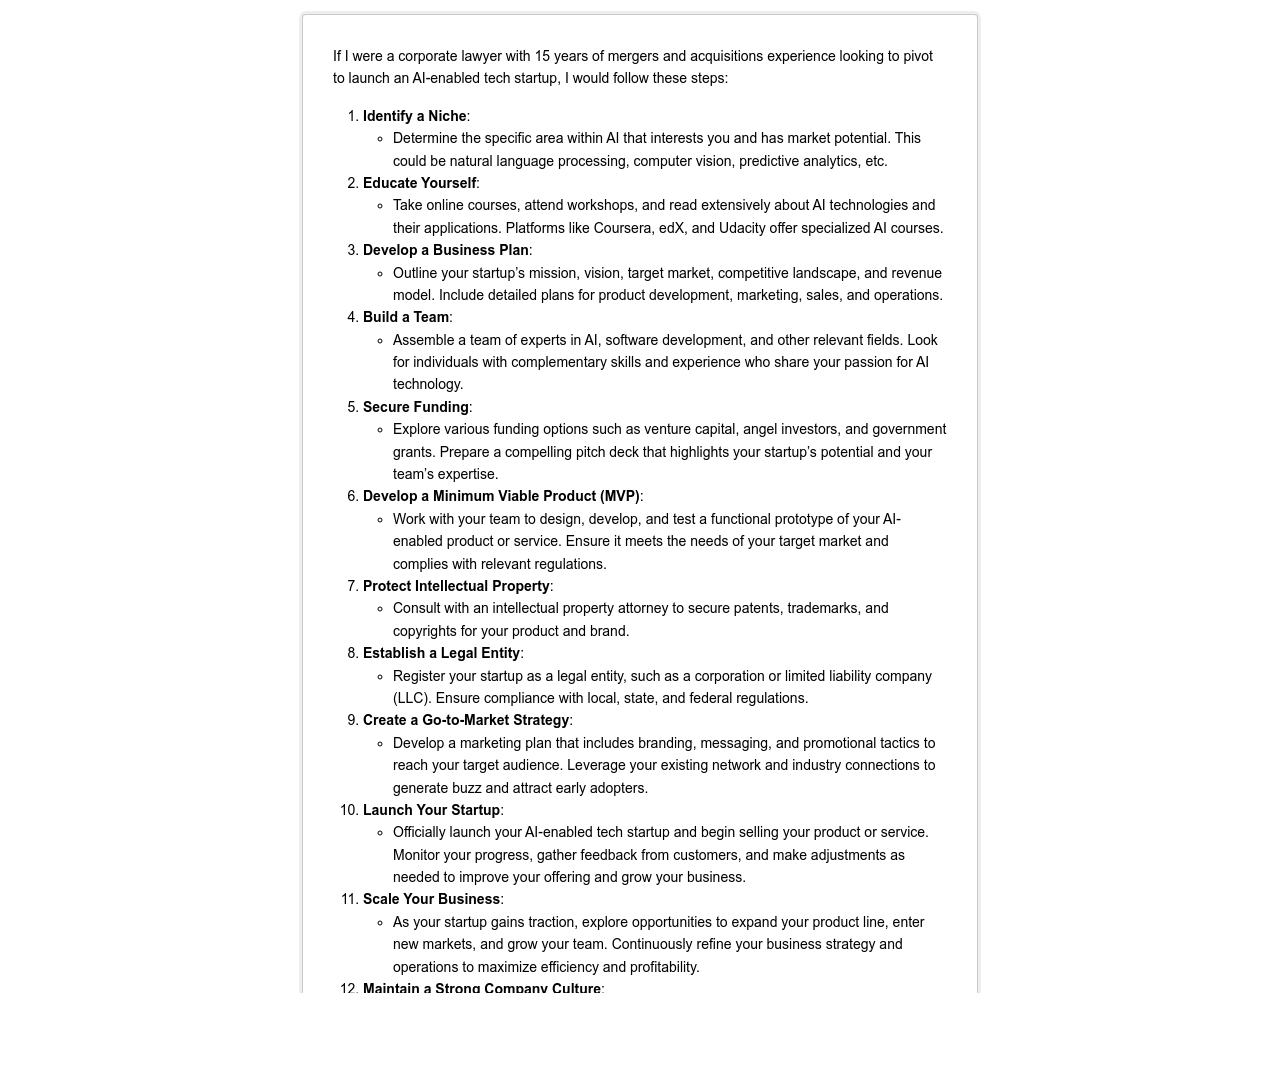 If I were a corporate lawyer with 15 years of mergers and acquisitions experience looking to pivot
to launch an AI-enabled tech startup, I would follow these steps:
1. Identify a Niche:
◦ Determine the specific area within AI that interests you and has market potential. This
could be natural language processing, computer vision, predictive analytics, etc.
2. Educate Yourself:
◦ Take online courses, attend workshops, and read extensively about AI technologies and
their applications. Platforms like Coursera, edX, and Udacity offer specialized AI courses.
3. Develop a Business Plan:
◦ Outline your startup’s mission, vision, target market, competitive landscape, and revenue
model. Include detailed plans for product development, marketing, sales, and operations.
4. Build a Team:
◦ Assemble a team of experts in AI, software development, and other relevant fields. Look
for individuals with complementary skills and experience who share your passion for AI
technology.
5. Secure Funding:
◦ Explore various funding options such as venture capital, angel investors, and government
grants. Prepare a compelling pitch deck that highlights your startup’s potential and your
team’s expertise.
6. Develop a Minimum Viable Product (MVP):
◦ Work with your team to design, develop, and test a functional prototype of your AI-
enabled product or service. Ensure it meets the needs of your target market and
complies with relevant regulations.
7. Protect Intellectual Property:
◦ Consult with an intellectual property attorney to secure patents, trademarks, and
copyrights for your product and brand.
8. Establish a Legal Entity:
◦ Register your startup as a legal entity, such as a corporation or limited liability company
(LLC). Ensure compliance with local, state, and federal regulations.
9. Create a Go-to-Market Strategy:
◦ Develop a marketing plan that includes branding, messaging, and promotional tactics to
reach your target audience. Leverage your existing network and industry connections to
generate buzz and attract early adopters.
10. Launch Your Startup:
◦ Officially launch your AI-enabled tech startup and begin selling your product or service.
Monitor your progress, gather feedback from customers, and make adjustments as
needed to improve your offering and grow your business.
11. Scale Your Business:
◦ As your startup gains traction, explore opportunities to expand your product line, enter
new markets, and grow your team. Continuously refine your business strategy and
operations to maximize efficiency and profitability.
12. Maintain a Strong Company Culture: